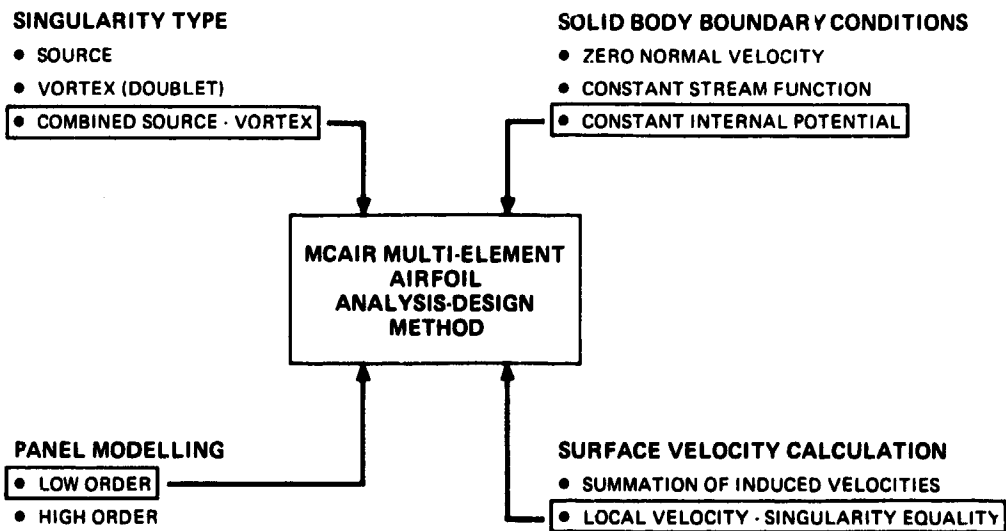 SINGULARITY TYPE
• SOURCE
• VORTEX (DOUBLET)
• COMBINED SOURCE - VORTEX
SOLID BODY BOUNDARY CONDITIONS
• ZERO NORMAL VELOCITY
• CONSTANT STREAM FUNCTION
• CONSTANT INTERNAL POTENTIAL
MCAIR MULTI-ELEMENT
AIRFOIL
ANALYSIS-DESIGN
METHOD
PANEL MODELLING
• LOW ORDER
• HIGH ORDER
SURFACE VELOCITY CALCULATION
• SUMMATION OF INDUCED VELOCITIES
• LOCAL VELOCITY - SINGULARITY EQUALITY